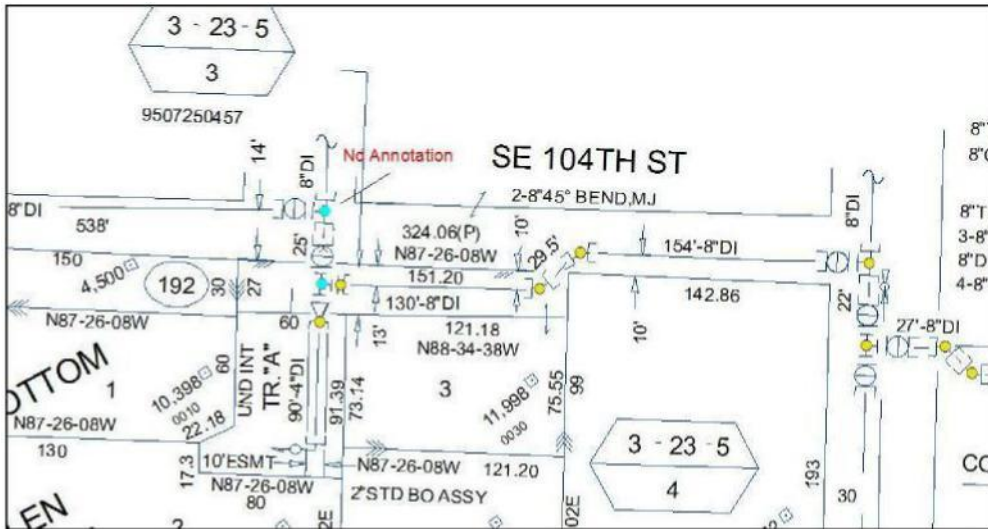 3 - 23 - 5
3
9507250457
14'
8"DI
No Annotation
SE 104TH ST
2-8"45° BEND,MJ
8"DI
538'
25'
324.06(P)
N87-26-08W
10'
29.5'
154'-8"DI
8"DI
8"T
3-8"
8"D
4-8"
150
4,500
192
30
27
151.20
130'-8"DI
142.86
22'
27'-8"DI
N87-26-08W
60
13'
121.18
N88-34-38W
10'
OTTOM
1
60
UND INT
TR. "A"
90'-4"DI
91.39
73.14
3
11,998
0030
75.55
99
10,398
0010
22.18
N87-26-08W
130
3 - 23 - 5
4
193
30
17.3
10'ESMT
N87-26-08W
80
N87-26-08W
121.20
2"STD BO ASSY
EN
2
02E
02E
CC